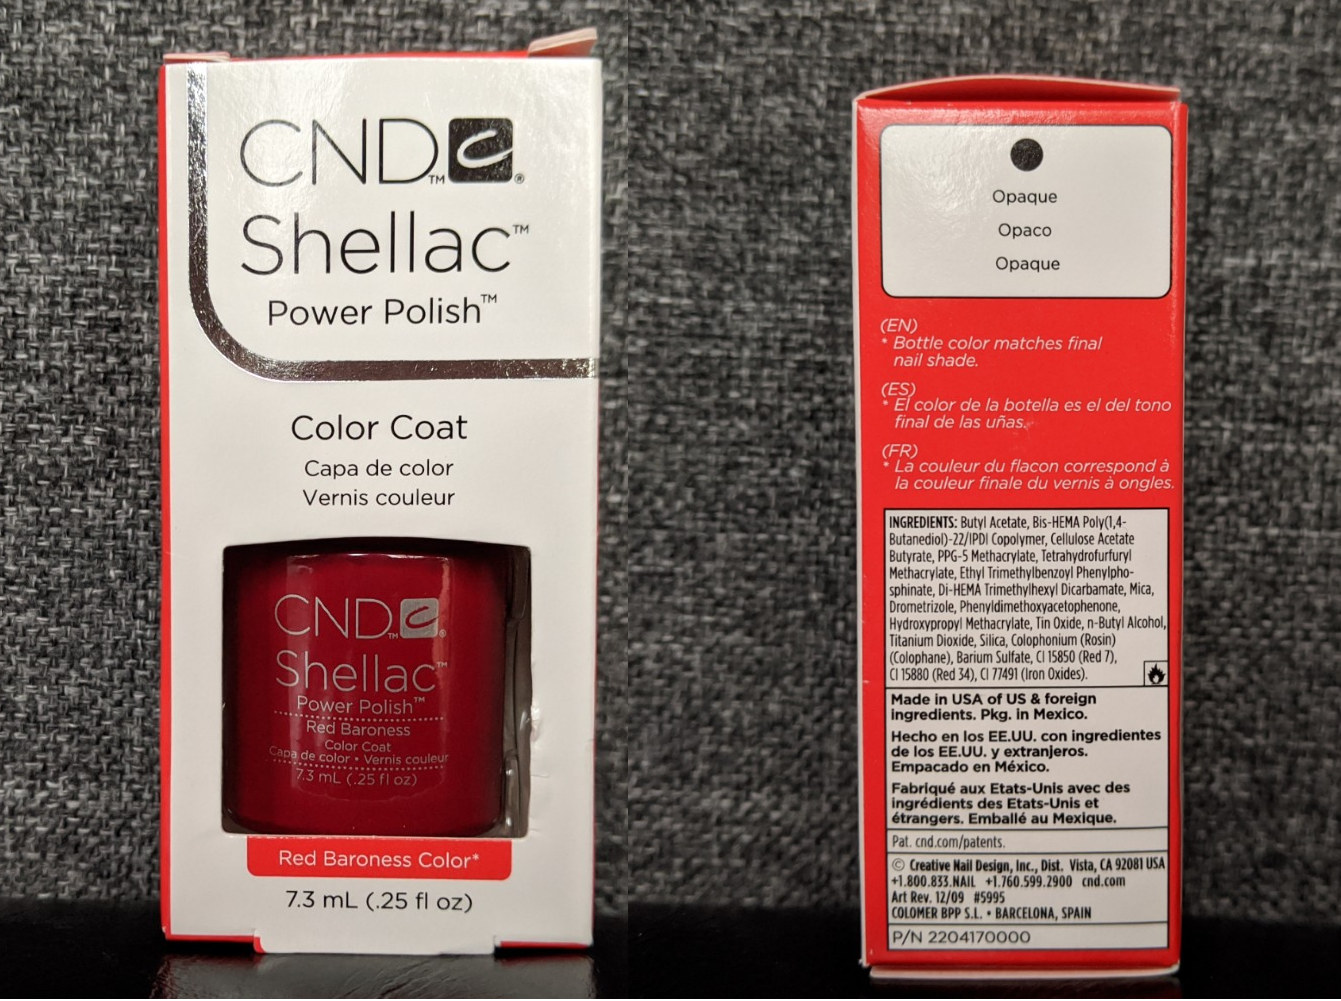 CND™ ®
Shellac™
Power Polish™
Color Coat
Capa de color
Vernis couleur
CND™ ®
Shellac™
Power Polish™
Red Baroness
Color Coat
Capa de color • Vernis couleur
7.3 mL (.25 fl oz)
Red Baroness Color*
7.3 mL (.25 fl oz)
Opaque
Opaco
Opaque
(EN)
* Bottle color matches final
nail shade.
(ES)
* El color de la botella es el del tono
final de las uñas.
(FR)
* La couleur du flacon correspond à
la couleur finale du vernis à ongles.
INGREDIENTS: Butyl Acetate, Bis-HEMA Poly(1,4-
Butanediol)-22/IPDI Copolymer, Cellulose Acetate
Butyrate, PPG-5 Methacrylate, Tetrahydrofurfuryl
Methacrylate, Ethyl Trimethylbenzoyl Phenylpho-
sphinate, Di-HEMA Trimethylhexyl Dicarbamate, Mica,
Drometrizole, Phenyldimethoxyacetophenone,
Hydroxypropyl Methacrylate, Tin Oxide, n-Butyl Alcohol,
Titanium Dioxide, Silica, Colophonium (Rosin)
(Colophane), Barium Sulfate, CI 15850 (Red 7),
CI 15880 (Red 34), CI 77491 (Iron Oxides).
Made in USA of US & foreign
ingredients. Pkg. in Mexico.
Hecho en los EE.UU. con ingredientes
de los EE.UU. y extranjeros.
Empacado en México.
Fabriqué aux Etats-Unis avec des
ingrédients des Etats-Unis et
étrangers. Emballé au Mexique.
Pat. cnd.com/patents.
© Creative Nail Design, Inc., Dist. Vista, CA 92081 USA
+1.800.833.NAIL +1.760.599.2900 cnd.com
Art Rev. 12/09 #5995
COLOMER BPP S.L. • BARCELONA, SPAIN
P/N 2204170000